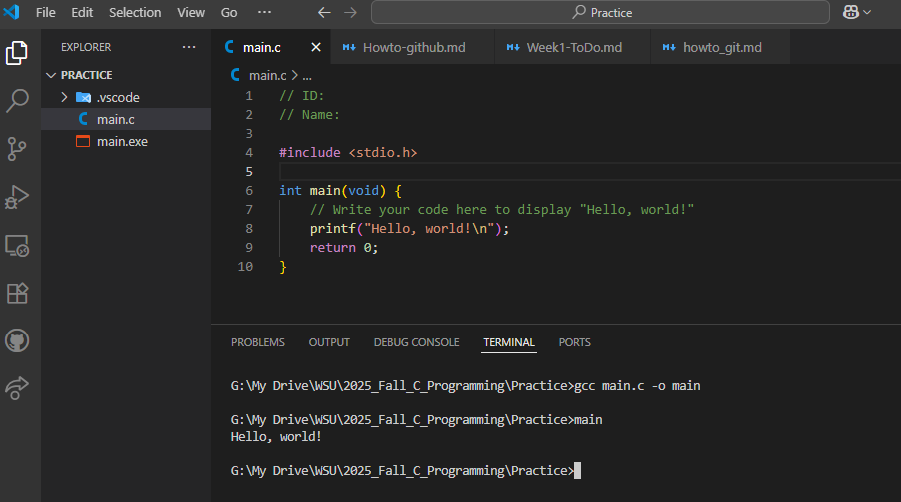 File Edit Selection View Go ··· ← → Practice
EXPLORER ···
PRACTICE
.vscode
main.c
main.exe
main.c Howto-github.md Week1-ToDo.md howto_git.md
main.c > ...
1 // ID:
2 // Name:
3
4 #include <stdio.h>
5
6 int main(void) {
7 // Write your code here to display "Hello, world!"
8 printf("Hello, world!\n");
9 return 0;
10 }
PROBLEMS OUTPUT DEBUG CONSOLE TERMINAL PORTS
G:\My Drive\WSU\2025_Fall_C_Programming\Practice>gcc main.c -o main
G:\My Drive\WSU\2025_Fall_C_Programming\Practice>main
Hello, world!
G:\My Drive\WSU\2025_Fall_C_Programming\Practice>